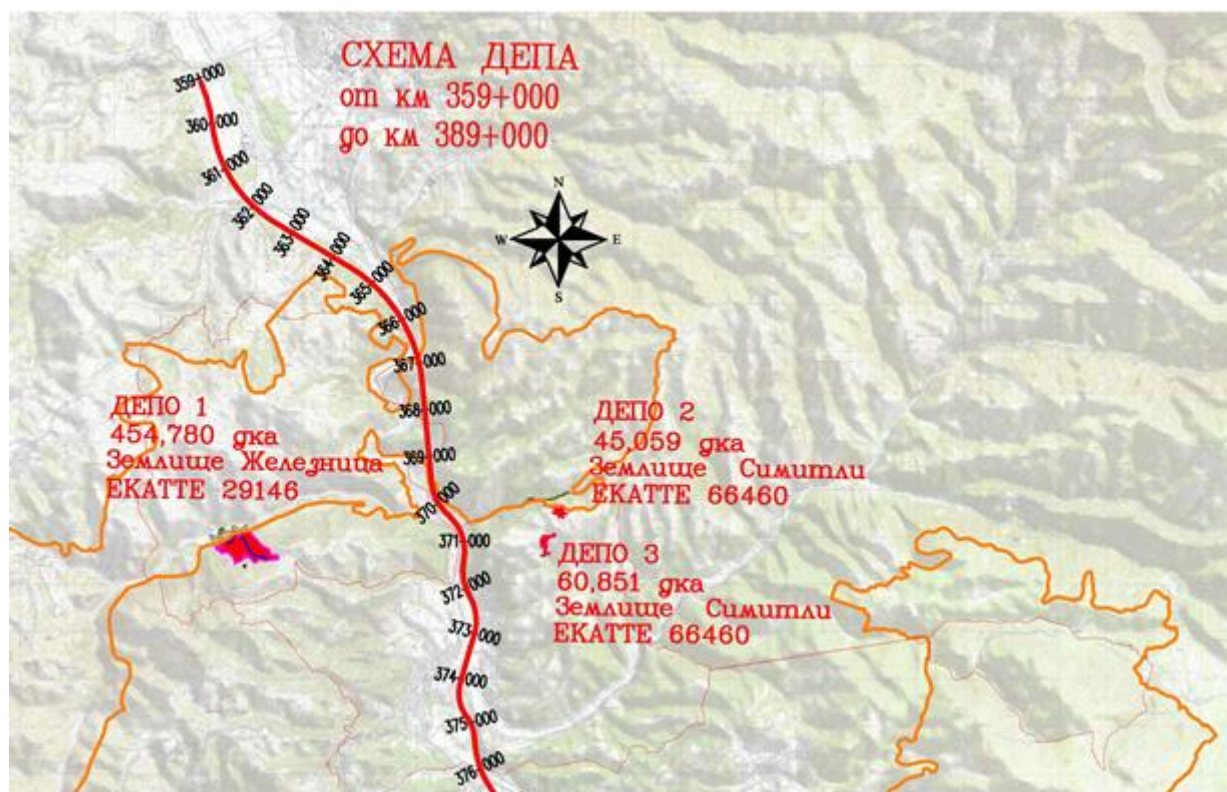 СХЕМА ДЕПА
от км 359+000
до км 389+000
359+000
360+000
361+000
362+000
363+000
364+000
365+000
366+000
367+000
368+000
369+000
370+000
371+000
372+000
373+000
374+000
375+000
376+000
N
W
E
S
ДЕПО 1
454,780 дка
Землище Железница
ЕКАТТЕ 29146
ДЕПО 2
45,059 дка
Землище Симитли
ЕКАТТЕ 66460
ДЕПО 3
60,851 дка
Землище Симитли
ЕКАТТЕ 66460